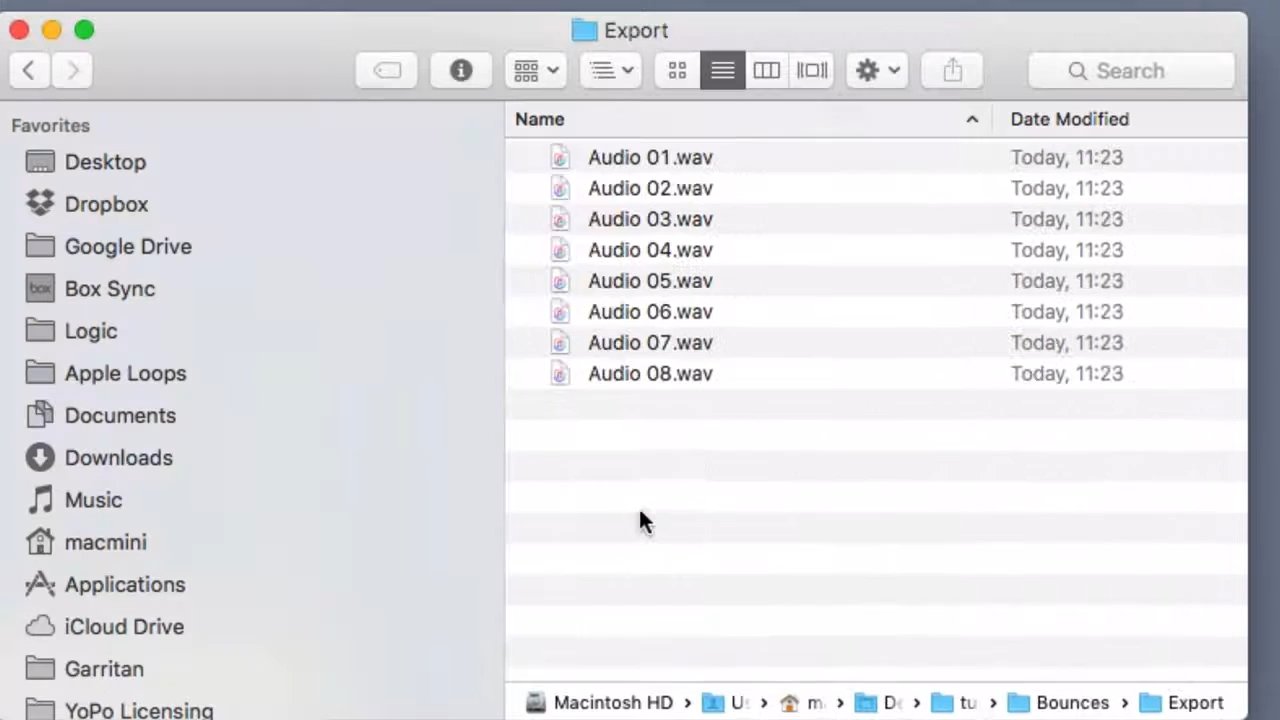 Export
Search
Favorites
Desktop
Dropbox
Google Drive
box Box Sync
Logic
Apple Loops
Documents
Downloads
Music
macmini
Applications
iCloud Drive
Garritan
YoPo Licensing
Name Date Modified
Audio 01.wav Today, 11:23
Audio 02.wav Today, 11:23
Audio 03.wav Today, 11:23
Audio 04.wav Today, 11:23
Audio 05.wav Today, 11:23
Audio 06.wav Today, 11:23
Audio 07.wav Today, 11:23
Audio 08.wav Today, 11:23
Macintosh HD › › › › tu › Bounces › Export